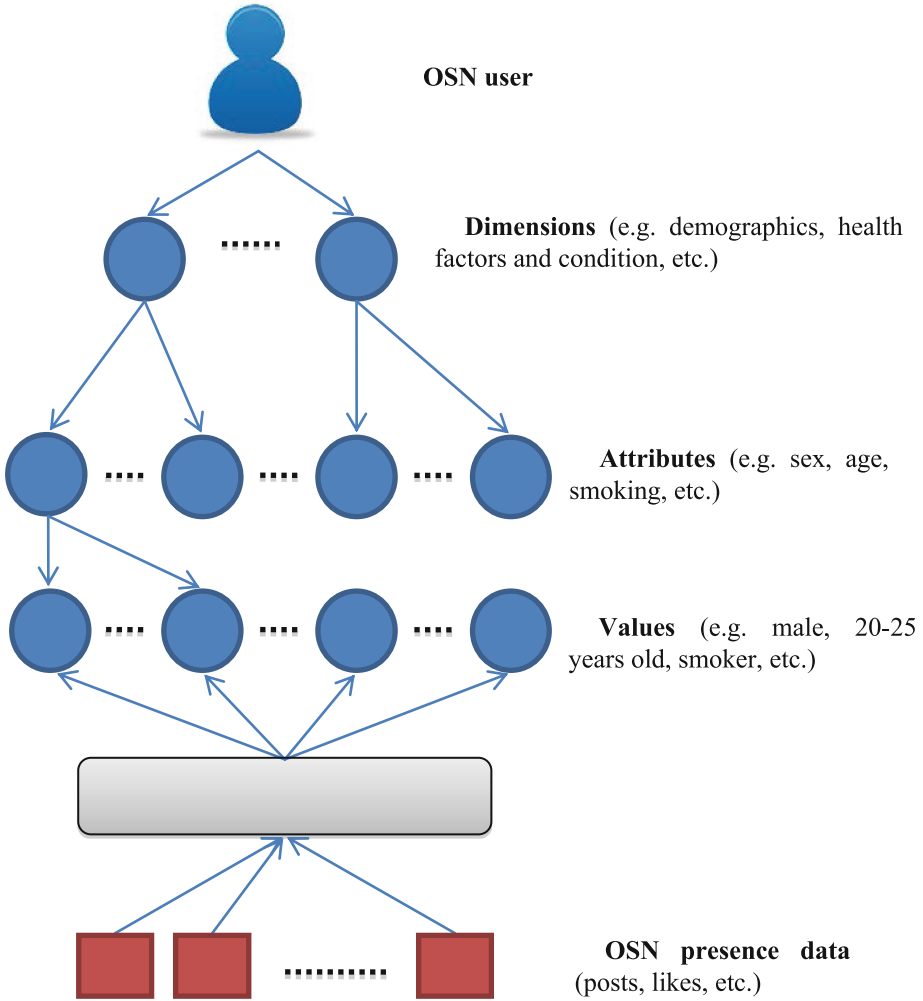 OSN user
Dimensions (e.g. demographics, health
factors and condition, etc.)
Attributes (e.g. sex, age,
smoking, etc.)
Values (e.g. male, 20-25
years old, smoker, etc.)
OSN presence data
(posts, likes, etc.)